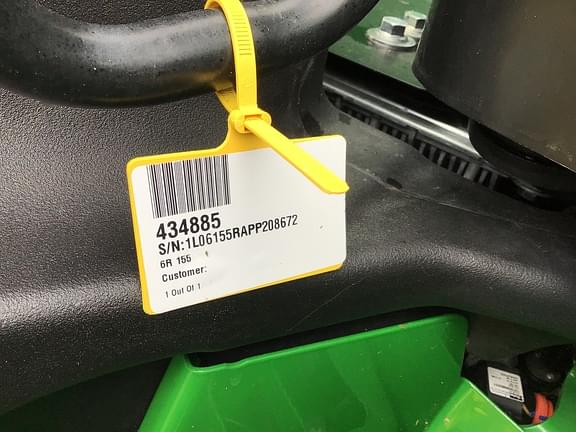 434885
S/N:1L06155RAPP208672
6R 155
Customer:
1 Out Of 1